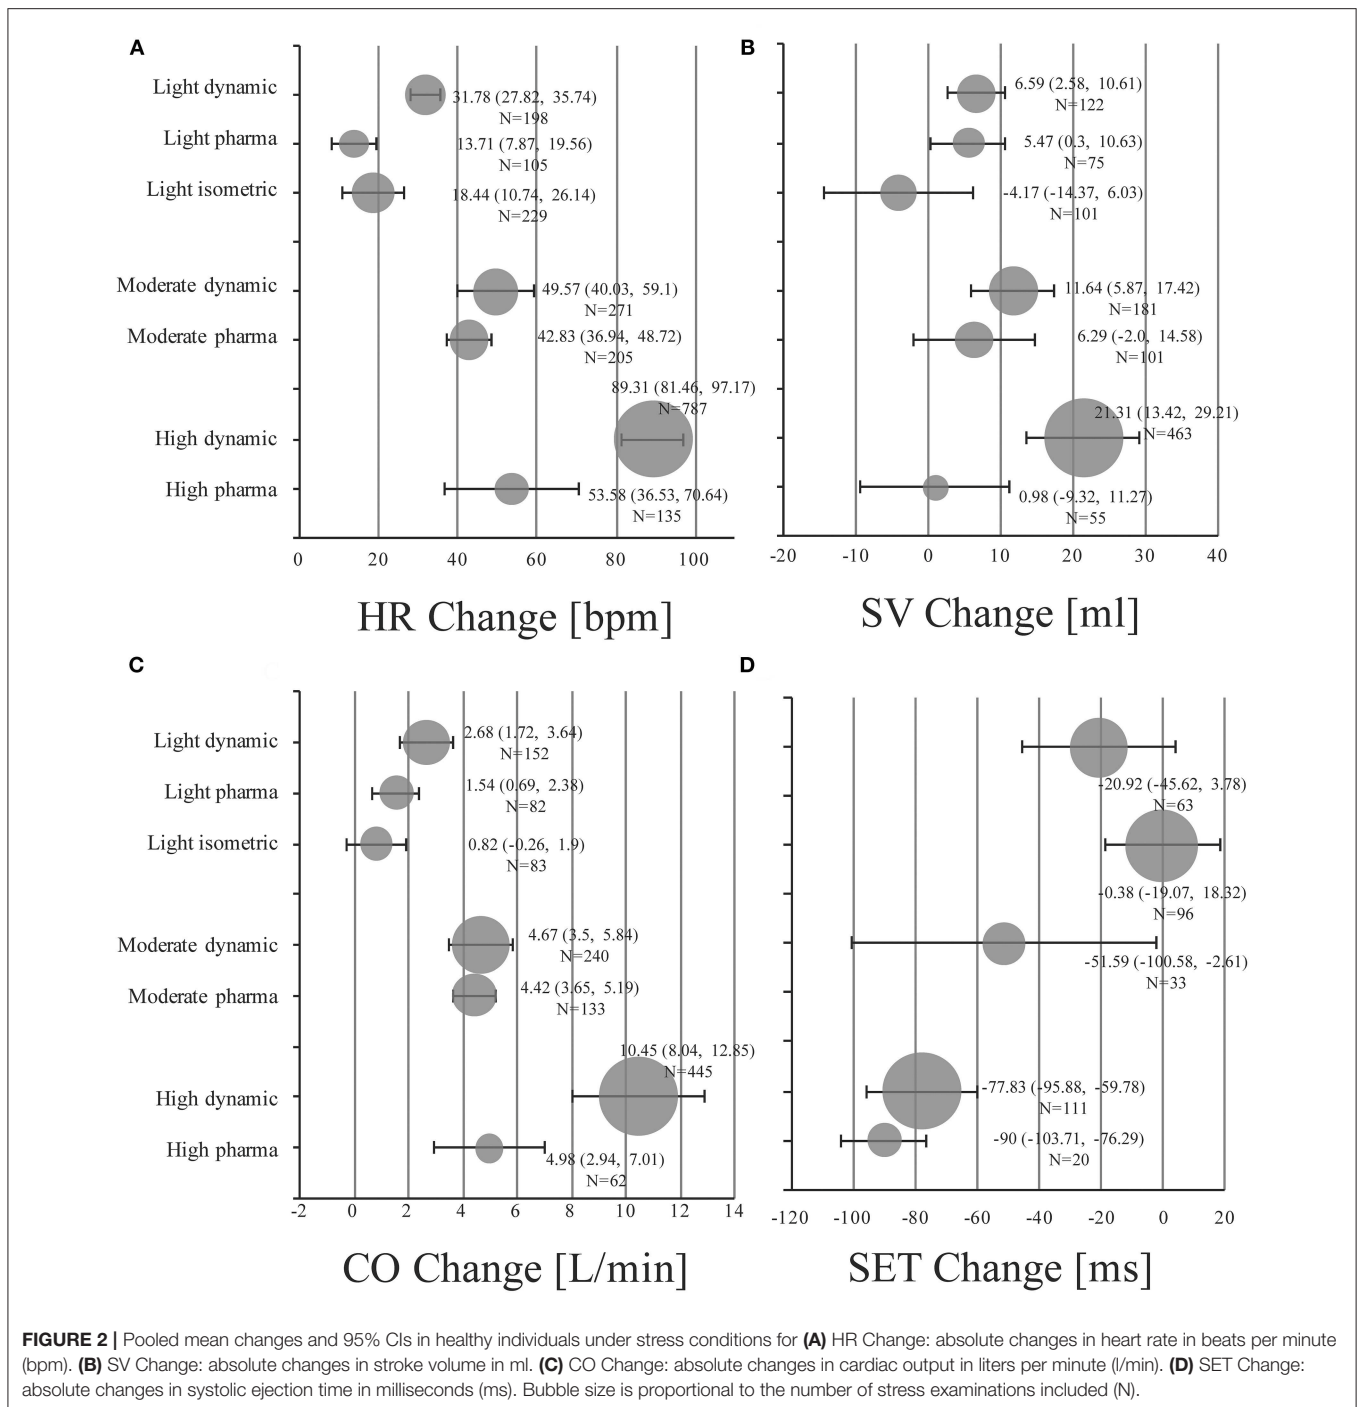 A
Light dynamic
31.78 (27.82, 35.74)
N=198
Light pharma
13.71 (7.87, 19.56)
N=105
Light isometric
18.44 (10.74, 26.14)
N=229
Moderate dynamic
49.57 (40.03, 59.1)
N=271
Moderate pharma
42.83 (36.94, 48.72)
N=205
89.31 (81.46, 97.17)
N=787
High dynamic
High pharma
53.58 (36.53, 70.64)
N=135
0 20 40 60 80 100
HR Change [bpm]
B
6.59 (2.58, 10.61)
N=122
5.47 (0.3, 10.63)
N=75
-4.17 (-14.37, 6.03)
N=101
11.64 (5.87, 17.42)
N=181
6.29 (-2.0, 14.58)
N=101
21.31 (13.42, 29.21)
N=463
0.98 (-9.32, 11.27)
N=55
-20 -10 0 10 20 30 40
SV Change [ml]
C
Light dynamic
2.68 (1.72, 3.64)
N=152
Light pharma
1.54 (0.69, 2.38)
N=82
Light isometric
0.82 (-0.26, 1.9)
N=83
Moderate dynamic
4.67 (3.5, 5.84)
N=240
Moderate pharma
4.42 (3.65, 5.19)
N=133
10.45 (8.04, 12.85)
N=445
High dynamic
High pharma
4.98 (2.94, 7.01)
N=62
-2 0 2 4 6 8 10 12 14
CO Change [L/min]
D
-20.92 (-45.62, 3.78)
N=63
-0.38 (-19.07, 18.32)
N=96
-51.59 (-100.58, -2.61)
N=33
-77.83 (-95.88, -59.78)
N=111
-90 (-103.71, -76.29)
N=20
-120 -100 -80 -60 -40 -20 0 20
SET Change [ms]
FIGURE 2 | Pooled mean changes and 95% CIs in healthy individuals under stress conditions for (A) HR Change: absolute changes in heart rate in beats per minute
(bpm). (B) SV Change: absolute changes in stroke volume in ml. (C) CO Change: absolute changes in cardiac output in liters per minute (l/min). (D) SET Change:
absolute changes in systolic ejection time in milliseconds (ms). Bubble size is proportional to the number of stress examinations included (N).